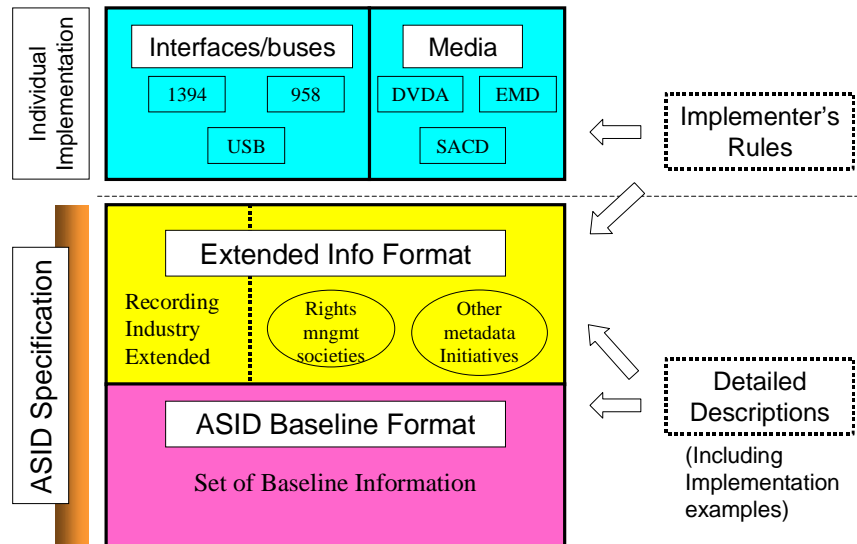 Individual
Implementation
Interfaces/buses
1394
958
USB
Media
DVDA
EMD
SACD
Implementer's
Rules
ASID Specification
Extended Info Format
Recording
Industry
Extended
Rights
mngmt
societies
Other
metadata
Initiatives
ASID Baseline Format
Set of Baseline Information
Detailed
Descriptions
(Including
Implementation
examples)